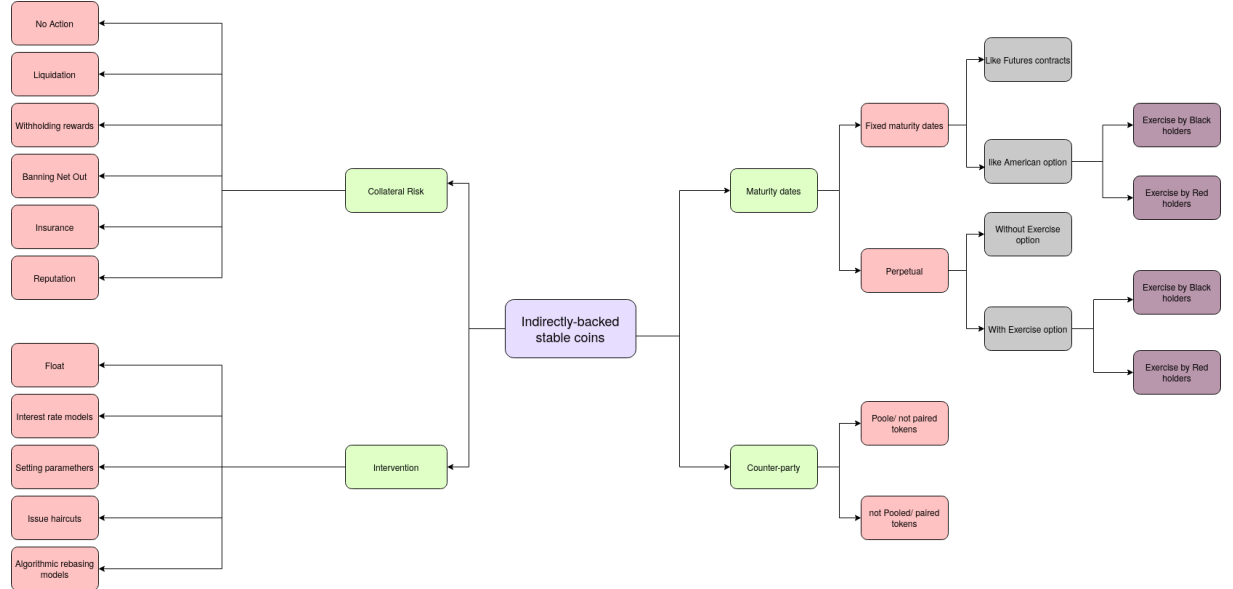 No Action
Liquidation
Withholding rewards
Banning Net Out
Insurance
Reputation
Collateral Risk
Float
Interest rate models
Setting paramethers
Issue haircuts
Algorithmic rebasing
models
Intervention
Indirectly-backed
stable coins
Maturity dates
Fixed maturity dates
Like Futures contracts
like American option
Exercise by Black
holders
Exercise by Red
holders
Perpetual
Without Exercise
option
With Exercise option
Exercise by Black
holders
Exercise by Red
holders
Counter-party
Poole/ not paired
tokens
not Pooled/ paired
tokens